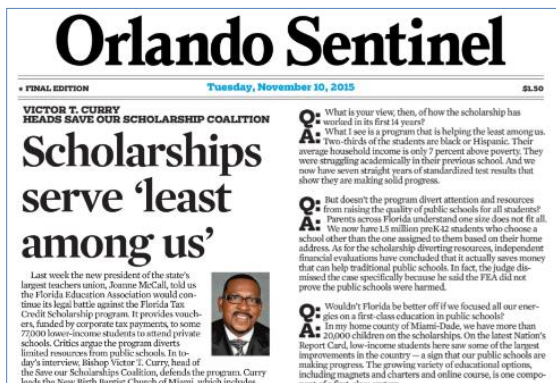 Orlando Sentinel
★ FINAL EDITION
Tuesday, November 10, 2015
$1.50
VICTOR T. CURRY
HEADS SAVE OUR SCHOLARSHIP COALITION
Scholarships
serve ‘least
among us’
Last week the new president of the state’s
largest teachers union, Joanne McCall, told us
the Florida Education Association would con-
tinue its legal battle against the Florida Tax
Credit Scholarship program. It provides vouch-
ers, funded by corporate tax payments, to some
77,000 lower-income students to attend private
schools. Critics argue the program diverts
limited resources from public schools. In to-
day’s interview, Bishop Victor T. Curry, head of
the Save our Scholarships Coalition, defends the program. Curry
leads the New Birth Baptist Church of Miami, which includes
Q: What is your view, then, of how the scholarship has
worked in its first 14 years?
A: What I see is a program that is helping the least among us.
Two-thirds of the students are black or Hispanic. Their
average household income is only 7 percent above poverty. They
were struggling academically in their previous school. And we
now have seven straight years of standardized test results that
show they are making solid progress.
Q: But doesn’t the program divert attention and resources
from raising the quality of public schools for all students?
A: Parents across Florida understand one size does not fit all.
We now have 1.5 million preK-12 students who choose a
school other than the one assigned to them based on their home
address. As for the scholarship diverting resources, independent
financial evaluations have concluded that it actually saves money
that can help traditional public schools. In fact, the judge dis-
missed the case specifically because he said the FEA did not
prove the public schools were harmed.
Q: Wouldn’t Florida be better off if we focused all our ener-
gies on a first-class education in public schools?
A: In my home county of Miami-Dade, we have more than
20,000 children on the scholarships. On the latest Nation’s
Report Card, low-income students here saw some of the largest
improvements in the country — a sign that our public schools are
making progress. The growing variety of educational options,
including magnets and charters and online course, is one compo-